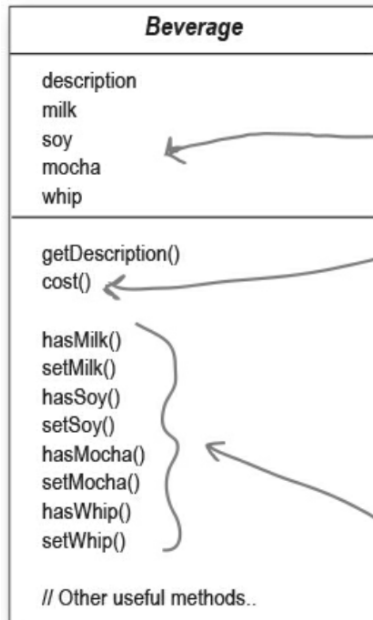 Beverage
description
milk
soy
mocha
whip
getDescription()
cost()
hasMilk()
setMilk()
hasSoy()
setSoy()
hasMocha()
setMocha()
hasWhip()
setWhip()
// Other useful methods..